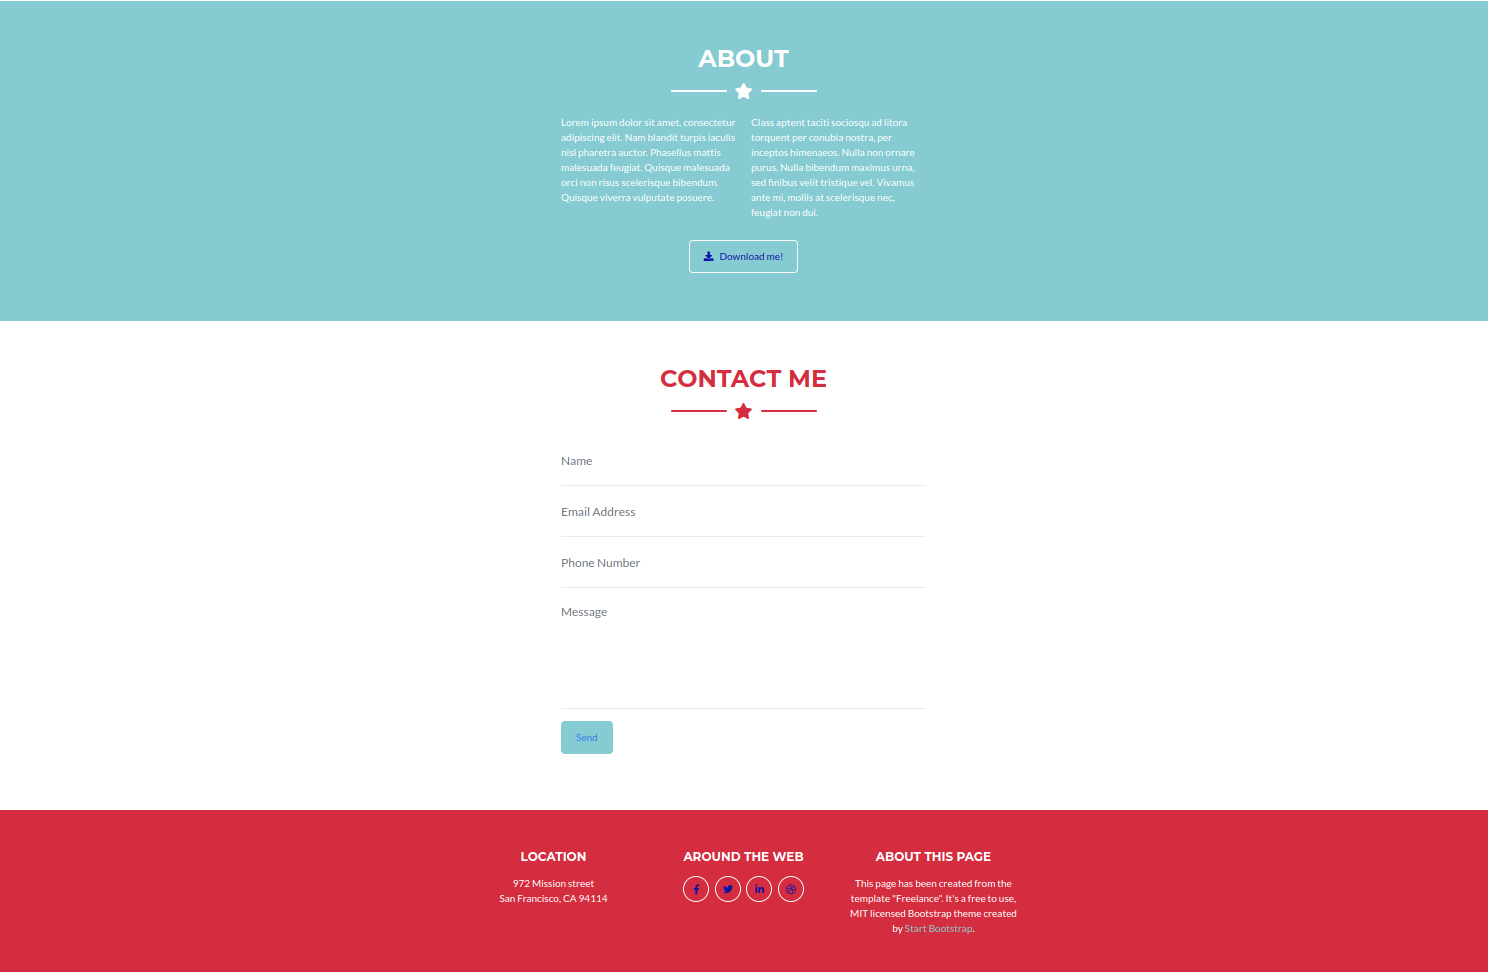 ABOUT
Lorem ipsum dolor sit amet, consectetur
adipiscing elit. Nam blandit turpis iaculis
nisl pharetra auctor. Phasellus mattis
malesuada feugiat. Quisque malesuada
orci non risus scelerisque bibendum.
Quisque viverra vulputate posuere.
Class aptent taciti sociosqu ad litora
torquent per conubia nostra, per
inceptos himenaeos. Nulla non ornare
purus. Nulla bibendum maximus urna,
sed finibus velit tristique vel. Vivamus
ante mi, mollis at scelerisque nec,
feugiat non dui.
Download me!
CONTACT ME
Name
Email Address
Phone Number
Message
Send
LOCATION
972 Mission street
San Francisco, CA 94114
AROUND THE WEB
ABOUT THIS PAGE
This page has been created from the
template "Freelance". It's a free to use,
MIT licensed Bootstrap theme created
by Start Bootstrap.